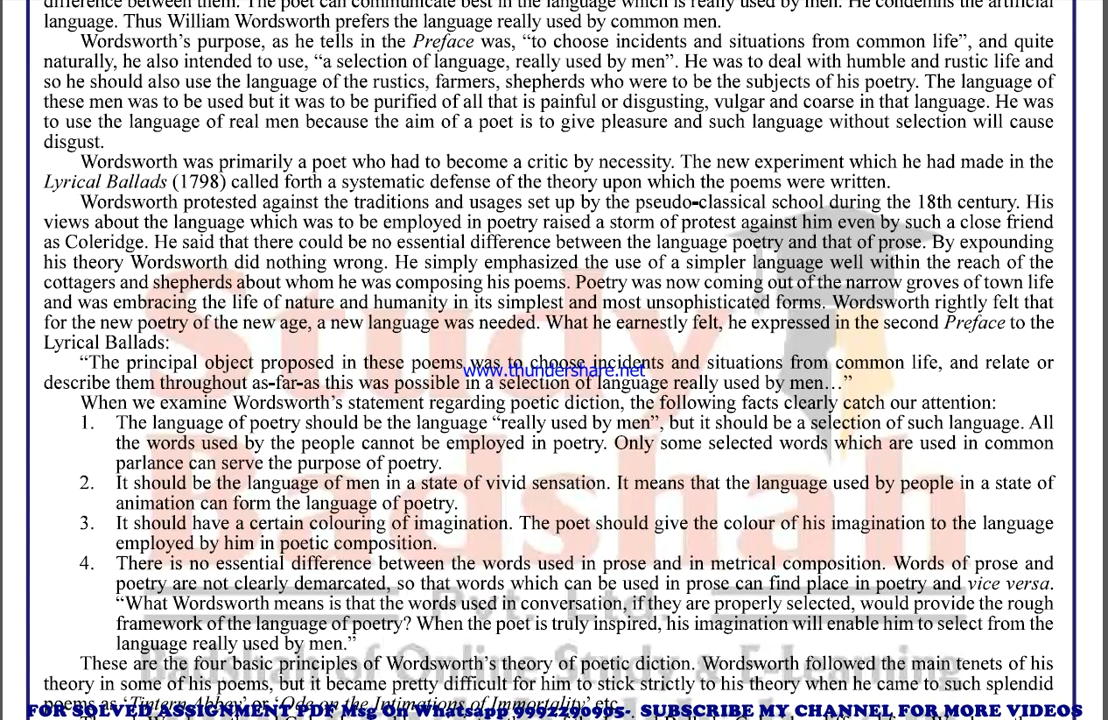 difference between them. The poet can communicate best in the language which is really used by men. He condemns the artificial
language. Thus William Wordsworth prefers the language really used by common men.
Wordsworth's purpose, as he tells in the Preface was, “to choose incidents and situations from common life”, and quite
naturally, he also intended to use, “a selection of language, really used by men”. He was to deal with humble and rustic life and
so he should also use the language of the rustics, farmers, shepherds who were to be the subjects of his poetry. The language of
these men was to be used but it was to be purified of all that is painful or disgusting, vulgar and coarse in that language. He was
to use the language of real men because the aim of a poet is to give pleasure and such language without selection will cause
disgust.
Wordsworth was primarily a poet who had to become a critic by necessity. The new experiment which he had made in the
Lyrical Ballads (1798) called forth a systematic defense of the theory upon which the poems were written.
Wordsworth protested against the traditions and usages set up by the pseudo-classical school during the 18th century. His
views about the language which was to be employed in poetry raised a storm of protest against him even by such a close friend
as Coleridge. He said that there could be no essential difference between the language poetry and that of prose. By expounding
his theory Wordsworth did nothing wrong. He simply emphasized the use of a simpler language well within the reach of the
cottagers and shepherds about whom he was composing his poems. Poetry was now coming out of the narrow groves of town life
and was embracing the life of nature and humanity in its simplest and most unsophisticated forms. Wordsworth rightly felt that
for the new poetry of the new age, a new language was needed. What he earnestly felt, he expressed in the second Preface to the
Lyrical Ballads:
“The principal object proposed in these poems was to choose incidents and situations from common life, and relate or
www.thundershare.net
describe them throughout as-far-as this was possible in a selection of language really used by men…”
When we examine Wordsworth's statement regarding poetic diction, the following facts clearly catch our attention:
1. The language of poetry should be the language “really used by men”, but it should be a selection of such language. All
the words used by the people cannot be employed in poetry. Only some selected words which are used in common
parlance can serve the purpose of poetry.
2. It should be the language of men in a state of vivid sensation. It means that the language used by people in a state of
animation can form the language of poetry.
3. It should have a certain colouring of imagination. The poet should give the colour of his imagination to the language
employed by him in poetic composition.
4. There is no essential difference between the words used in prose and in metrical composition. Words of prose and
poetry are not clearly demarcated, so that words which can be used in prose can find place in poetry and vice versa.
“What Wordsworth means is that the words used in conversation, if they are properly selected, would provide the rough
framework of the language of poetry? When the poet is truly inspired, his imagination will enable him to select from the
language really used by men.”
These are the four basic principles of Wordsworth's theory of poetic diction. Wordsworth followed the main tenets of his
theory in some of his poems, but it became pretty difficult for him to stick strictly to his theory when he came to such splendid
poems as ‘Tintern Abbey’ or ‘Ode on the Intimations of Immortality’ etc.
FOR SOLVED ASSIGNMENT PDF Msg On Whatsapp 9992290905-. SUBSCRIBE MY CHANNEL FOR MORE VIDEOS
Study
Badshah
Pvt. Ltd.
Badshah of Online Study & E-Learning